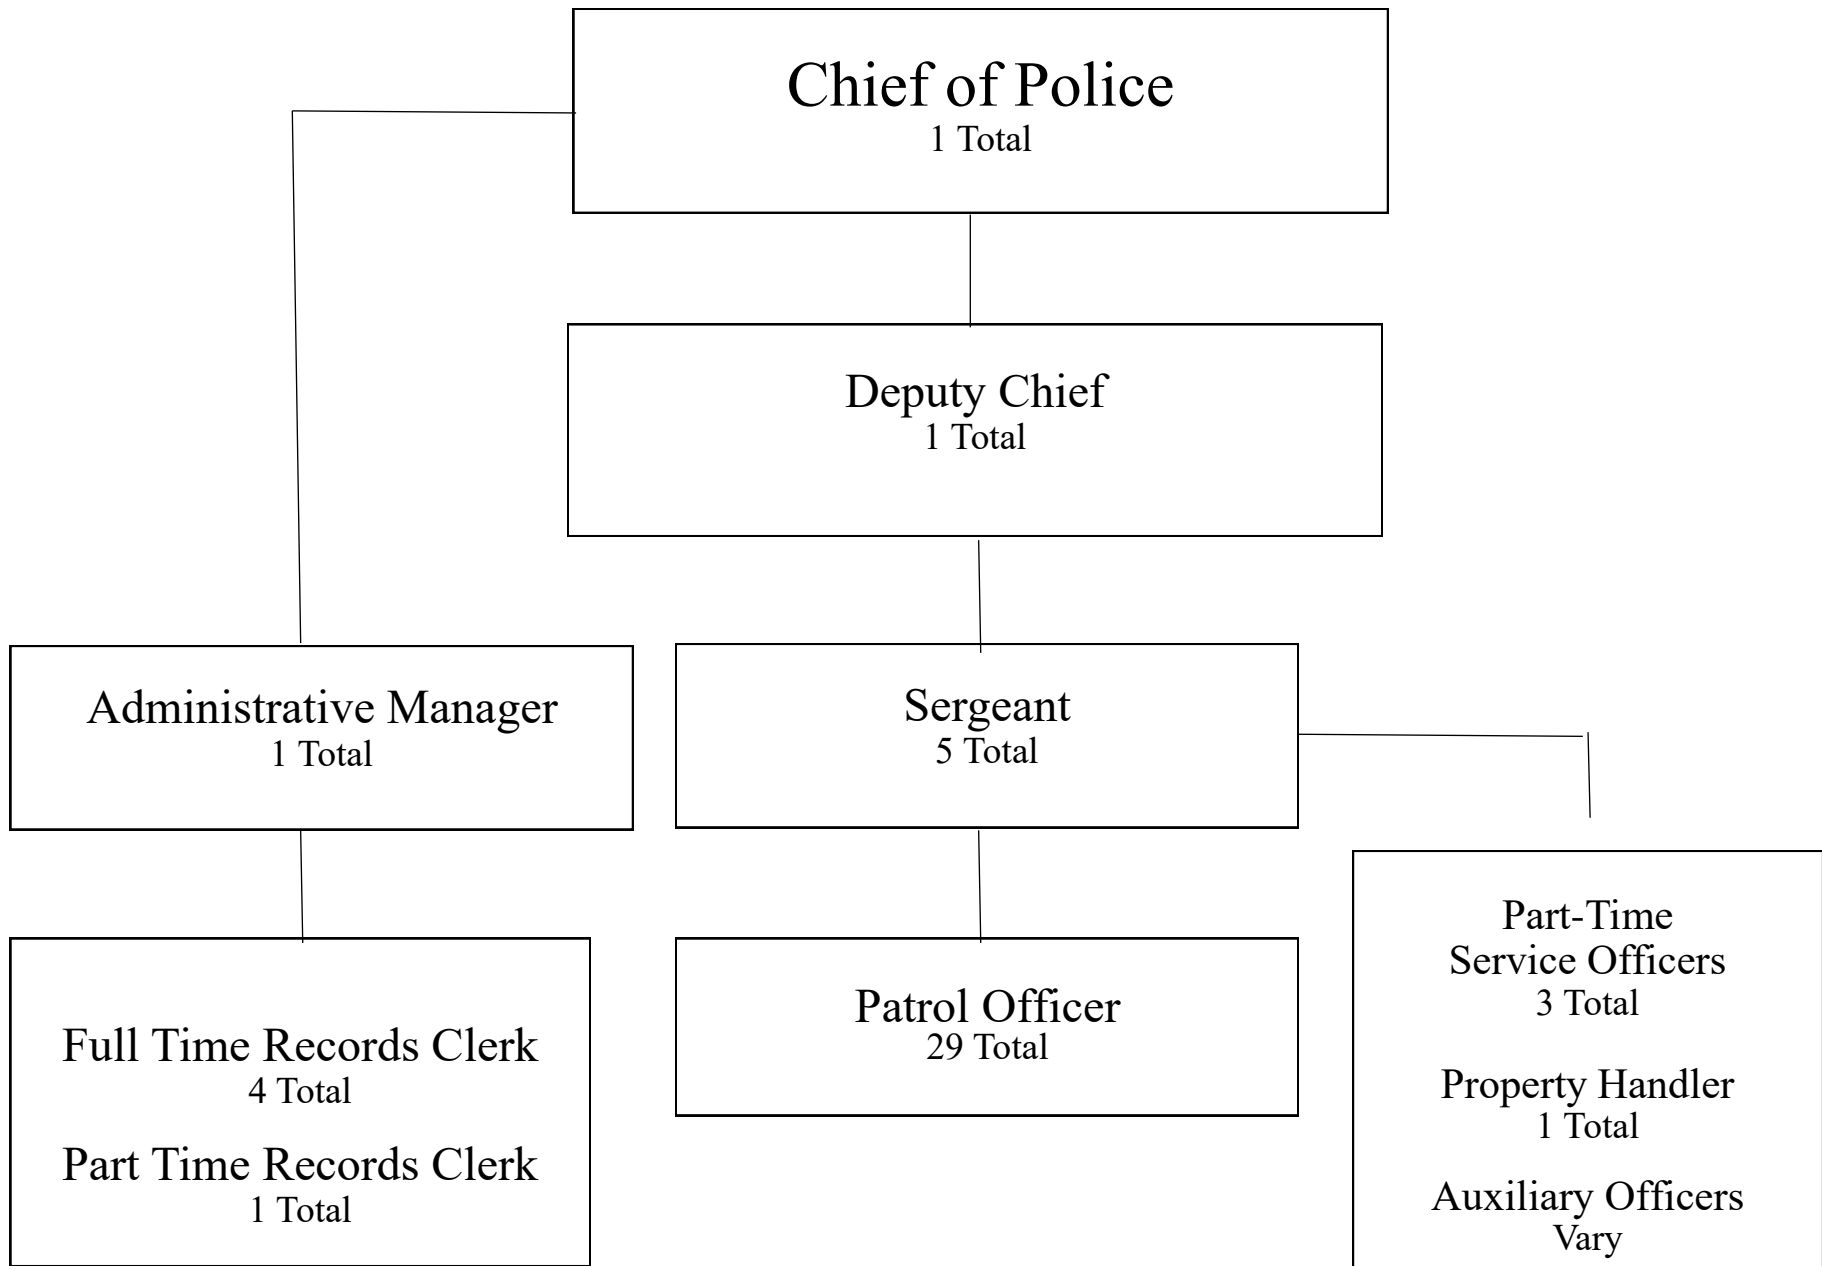 Chief of Police
1 Total
Deputy Chief
1 Total
Administrative Manager
1 Total
Sergeant
5 Total
Full Time Records Clerk
4 Total
Part Time Records Clerk
1 Total
Patrol Officer
29 Total
Part-Time
Service Officers
3 Total
Property Handler
1 Total
Auxiliary Officers
Vary